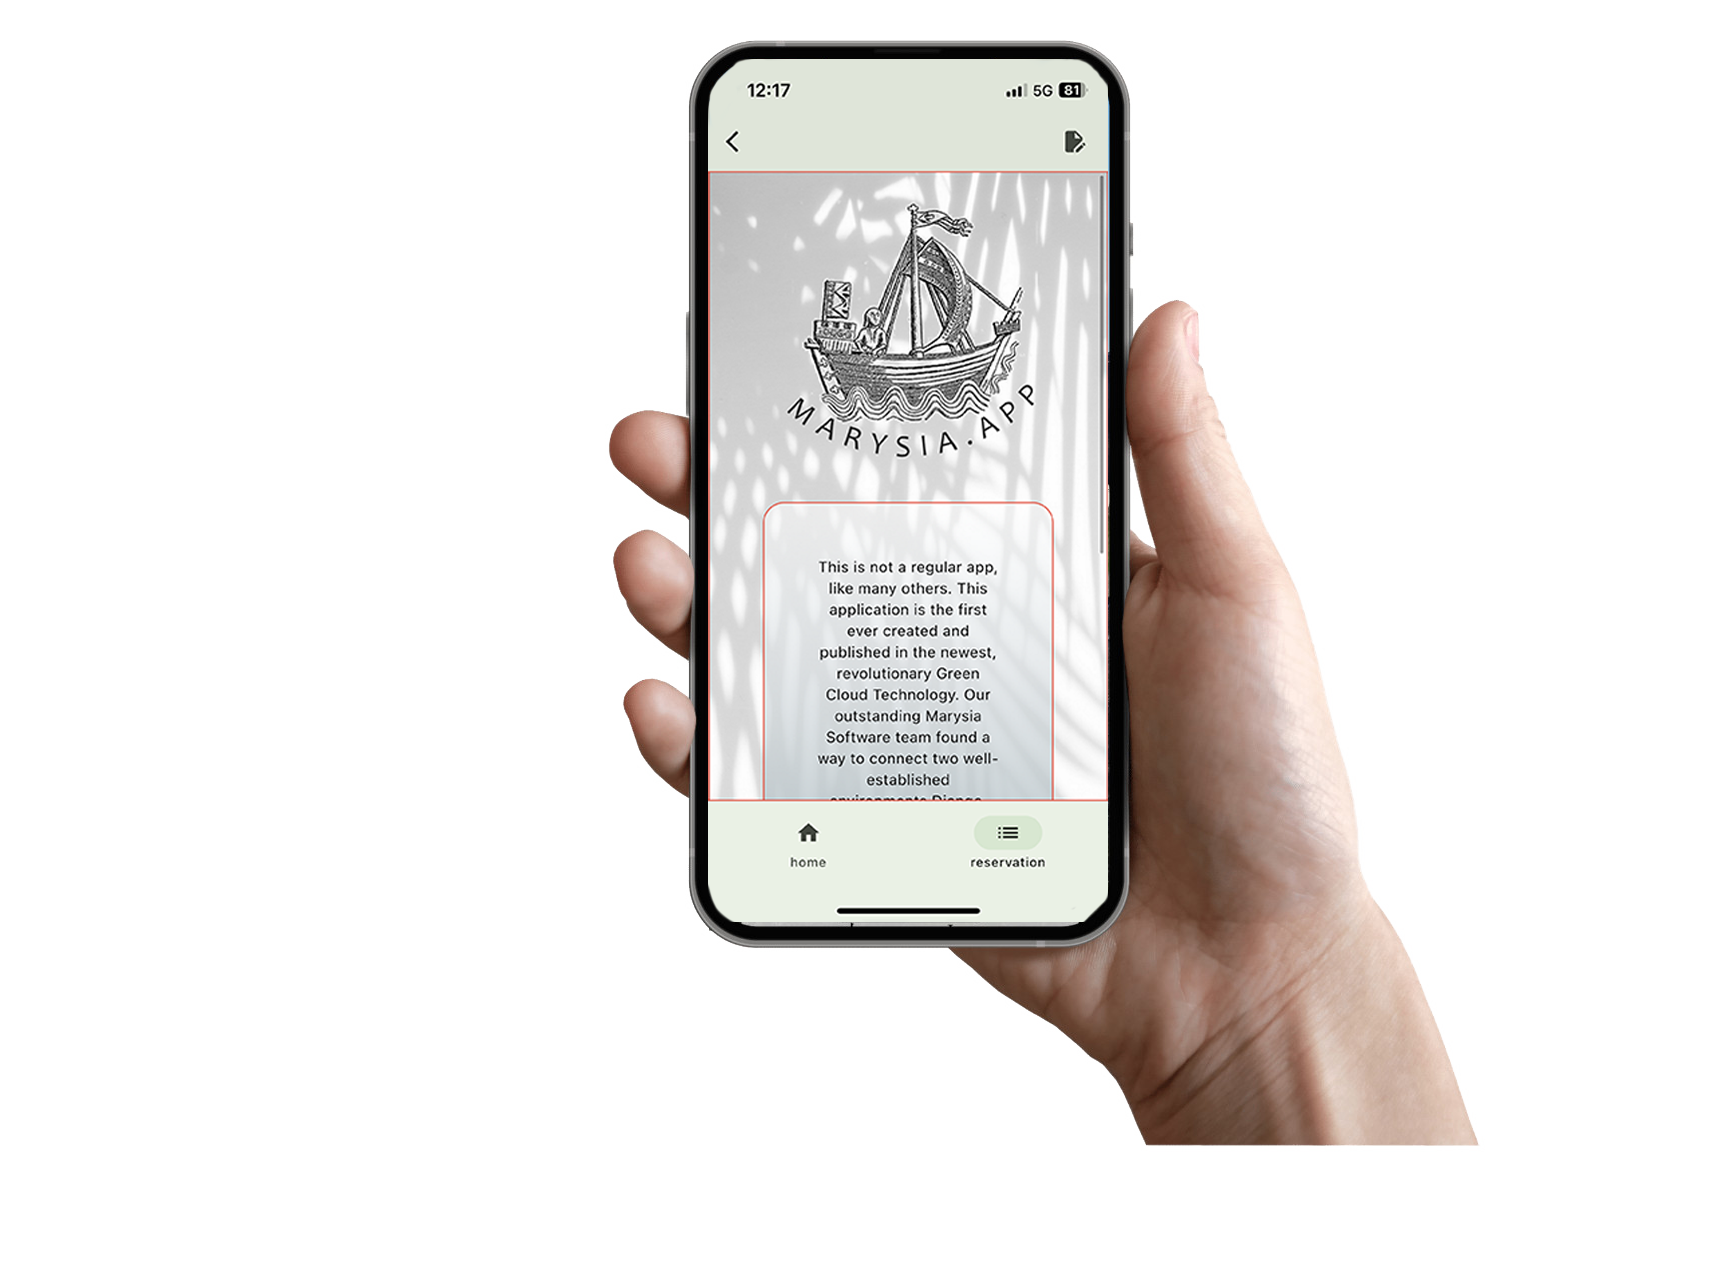 12:17
5G 81
MARYSIA.APP
This is not a regular app,
like many others. This
application is the first
ever created and
published in the newest,
revolutionary Green
Cloud Technology. Our
outstanding Marysia
Software team found a
way to connect two well-
established
environments Django
home
reservation